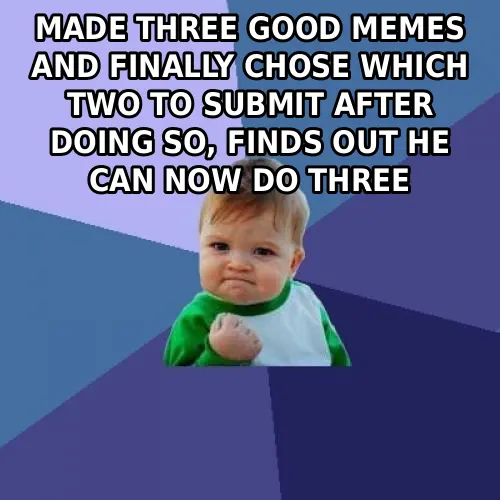 MADE THREE GOOD MEMES
AND FINALLY CHOSE WHICH
TWO TO SUBMIT AFTER
DOING SO, FINDS OUT HE
CAN NOW DO THREE